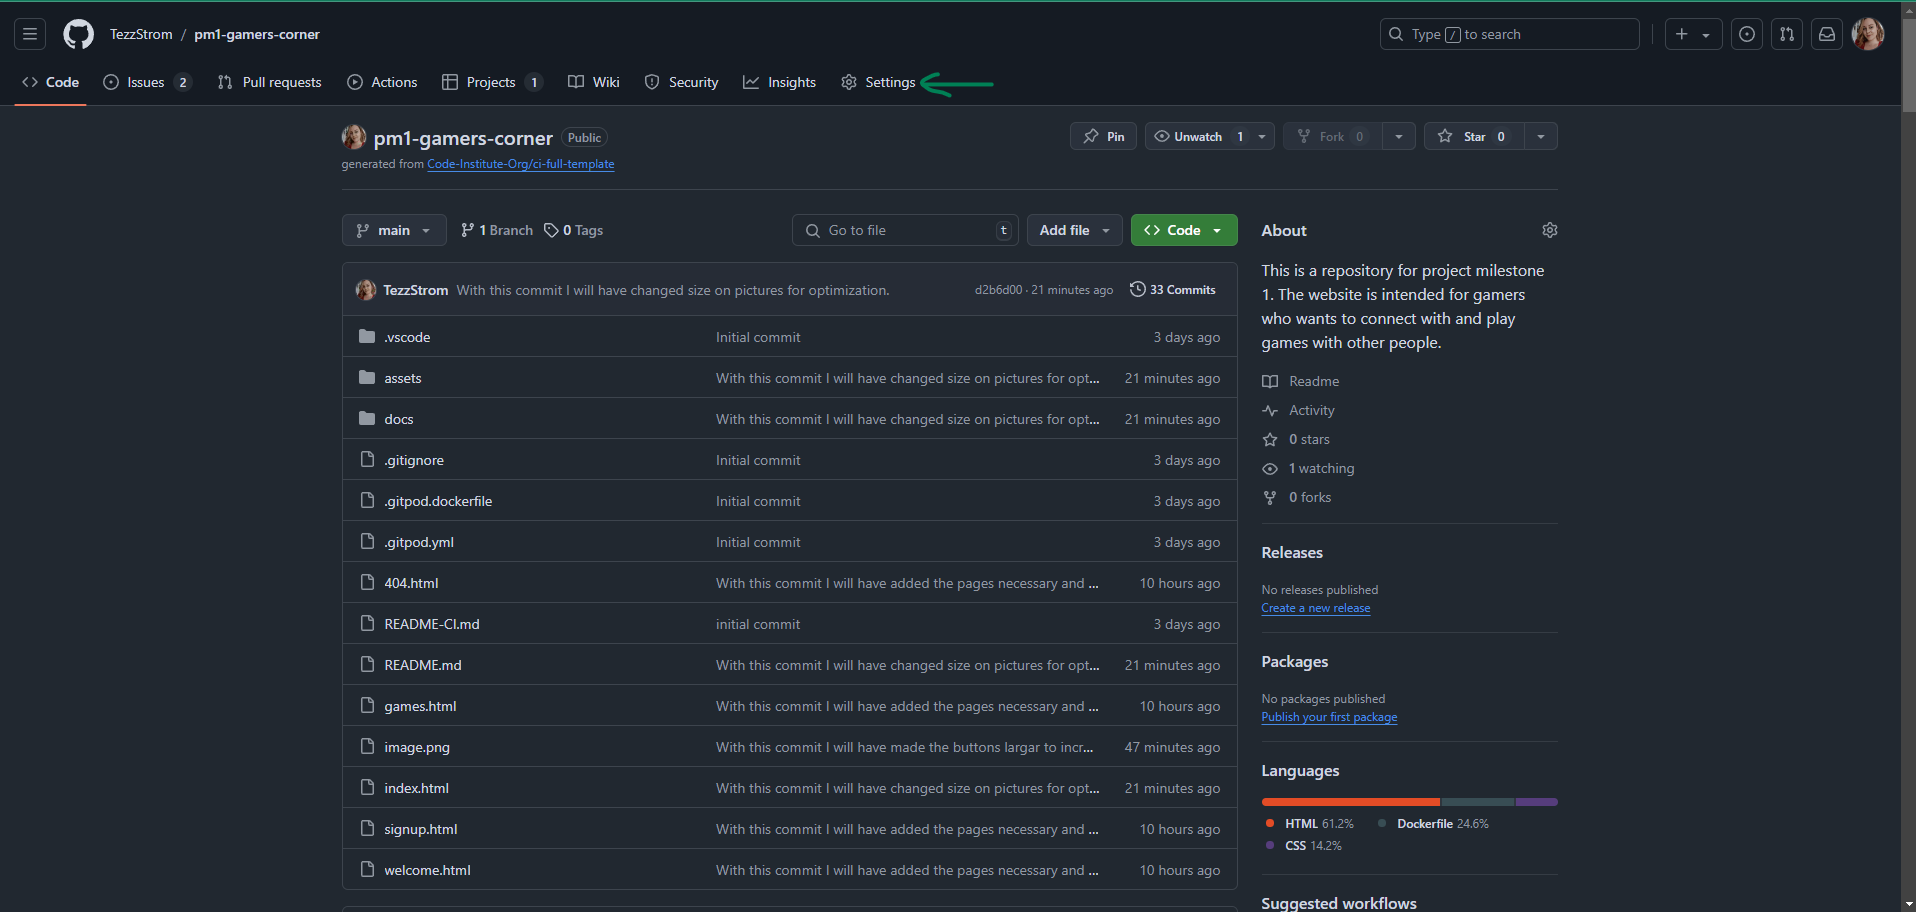 TezzStrom / pm1-gamers-corner
Type / to search
Code Issues 2 Pull requests Actions Projects 1 Wiki Security Insights Settings
pm1-gamers-corner Public
Pin Unwatch 1 Fork 0 Star 0
generated from Code-Institute-Org/ci-full-template
main 1 Branch 0 Tags
Go to file t Add file Code
TezzStrom With this commit I will have changed size on pictures for optimization. d2b6d00 · 21 minutes ago 33 Commits
.vscode Initial commit 3 days ago
assets With this commit I will have changed size on pictures for opt... 21 minutes ago
docs With this commit I will have changed size on pictures for opt... 21 minutes ago
.gitignore Initial commit 3 days ago
.gitpod.dockerfile Initial commit 3 days ago
.gitpod.yml Initial commit 3 days ago
404.html With this commit I will have added the pages necessary and ... 10 hours ago
README-CI.md initial commit 3 days ago
README.md With this commit I will have changed size on pictures for opt... 21 minutes ago
games.html With this commit I will have added the pages necessary and ... 10 hours ago
image.png With this commit I will have made the buttons largar to incr... 47 minutes ago
index.html With this commit I will have changed size on pictures for opt... 21 minutes ago
signup.html With this commit I will have added the pages necessary and ... 10 hours ago
welcome.html With this commit I will have added the pages necessary and ... 10 hours ago
About
This is a repository for project milestone
1. The website is intended for gamers
who wants to connect with and play
games with other people.
Readme
Activity
0 stars
1 watching
0 forks
Releases
No releases published
Create a new release
Packages
No packages published
Publish your first package
Languages
HTML 61.2% Dockerfile 24.6%
CSS 14.2%
Suggested workflows